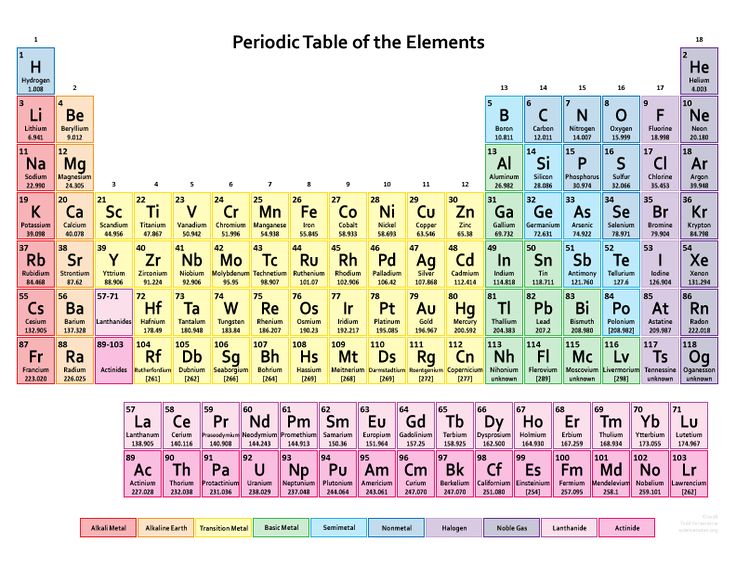 Periodic Table of the Elements
1 18
1 2
H He
Hydrogen Helium
1.008 4.003
2 13 14 15 16 17
3 4 5 6 7 8 9 10
Li Be B C N O F Ne
Lithium Beryllium Boron Carbon Nitrogen Oxygen Fluorine Neon
6.941 9.012 10.811 12.011 14.007 15.999 18.998 20.180
11 12 13 14 15 16 17 18
Na Mg Al Si P S Cl Ar
Sodium Magnesium Aluminum Silicon Phosphorus Sulfur Chlorine Argon
22.990 24.305 26.982 28.086 30.974 32.066 35.453 39.948
3 4 5 6 7 8 9 10 11 12
19 20 21 22 23 24 25 26 27 28 29 30 31 32 33 34 35 36
K Ca Sc Ti V Cr Mn Fe Co Ni Cu Zn Ga Ge As Se Br Kr
Potassium Calcium Scandium Titanium Vanadium Chromium Manganese Iron Cobalt Nickel Copper Zinc Gallium Germanium Arsenic Selenium Bromine Krypton
39.098 40.078 44.956 47.867 50.942 51.996 54.938 55.845 58.933 58.693 63.546 65.38 69.732 72.631 74.922 78.971 79.904 84.798
37 38 39 40 41 42 43 44 45 46 47 48 49 50 51 52 53 54
Rb Sr Y Zr Nb Mo Tc Ru Rh Pd Ag Cd In Sn Sb Te I Xe
Rubidium Strontium Yttrium Zirconium Niobium Molybdenum Technetium Ruthenium Rhodium Palladium Silver Cadmium Indium Tin Antimony Tellurium Iodine Xenon
84.468 87.62 88.906 91.224 92.906 95.95 98.907 101.07 102.906 106.42 107.868 112.414 114.818 118.711 121.760 127.6 126.904 131.294
55 56 57-71 72 73 74 75 76 77 78 79 80 81 82 83 84 85 86
Cs Ba Hf Ta W Re Os Ir Pt Au Hg Tl Pb Bi Po At Rn
Cesium Barium Lanthanides Hafnium Tantalum Tungsten Rhenium Osmium Iridium Platinum Gold Mercury Thallium Lead Bismuth Polonium Astatine Radon
132.905 137.328 178.49 180.948 183.84 186.207 190.23 192.217 195.085 196.967 200.592 204.383 207.2 208.980 [208.982] 209.987 222.018
87 88 89-103 104 105 106 107 108 109 110 111 112 113 114 115 116 117 118
Fr Ra Rf Db Sg Bh Hs Mt Ds Rg Cn Nh Fl Mc Lv Ts Og
Francium Radium Actinides Rutherfordium Dubnium Seaborgium Bohrium Hassium Meitnerium Darmstadtium Roentgenium Copernicium Nihonium Flerovium Moscovium Livermorium Tennessine Oganesson
223.020 226.025 [261] [262] [266] [264] [269] [268] [269] [272] [277] unknown [289] unknown [298] unknown unknown
57 58 59 60 61 62 63 64 65 66 67 68 69 70 71
La Ce Pr Nd Pm Sm Eu Gd Tb Dy Ho Er Tm Yb Lu
Lanthanum Cerium Praseodymium Neodymium Promethium Samarium Europium Gadolinium Terbium Dysprosium Holmium Erbium Thulium Ytterbium Lutetium
138.905 140.116 140.908 144.243 144.913 150.36 151.964 157.25 158.925 162.500 164.930 167.259 168.934 173.055 174.967
89 90 91 92 93 94 95 96 97 98 99 100 101 102 103
Ac Th Pa U Np Pu Am Cm Bk Cf Es Fm Md No Lr
Actinium Thorium Protactinium Uranium Neptunium Plutonium Americium Curium Berkelium Californium Einsteinium Fermium Mendelevium Nobelium Lawrencium
227.028 232.038 231.036 238.029 237.048 244.064 243.061 247.070 247.070 251.080 [254] 257.095 258.1 259.101 [262]
Alkali Metal Alkaline Earth Transition Metal Basic Metal Semimetal Nonmetal Halogen Noble Gas Lanthanide Actinide